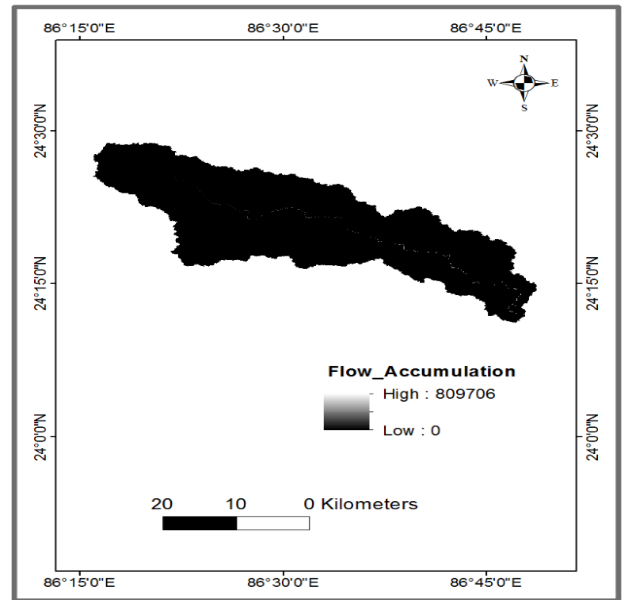 86°15'0"E 86°30'0"E 86°45'0"E
N
W E
S
24°30'0"N 24°30'0"N
24°15'0"N 24°15'0"N
Flow_Accumulation
High : 809706
Low : 0
24°0'0"N 24°0'0"N
20 10 0 Kilometers
86°15'0"E 86°30'0"E 86°45'0"E